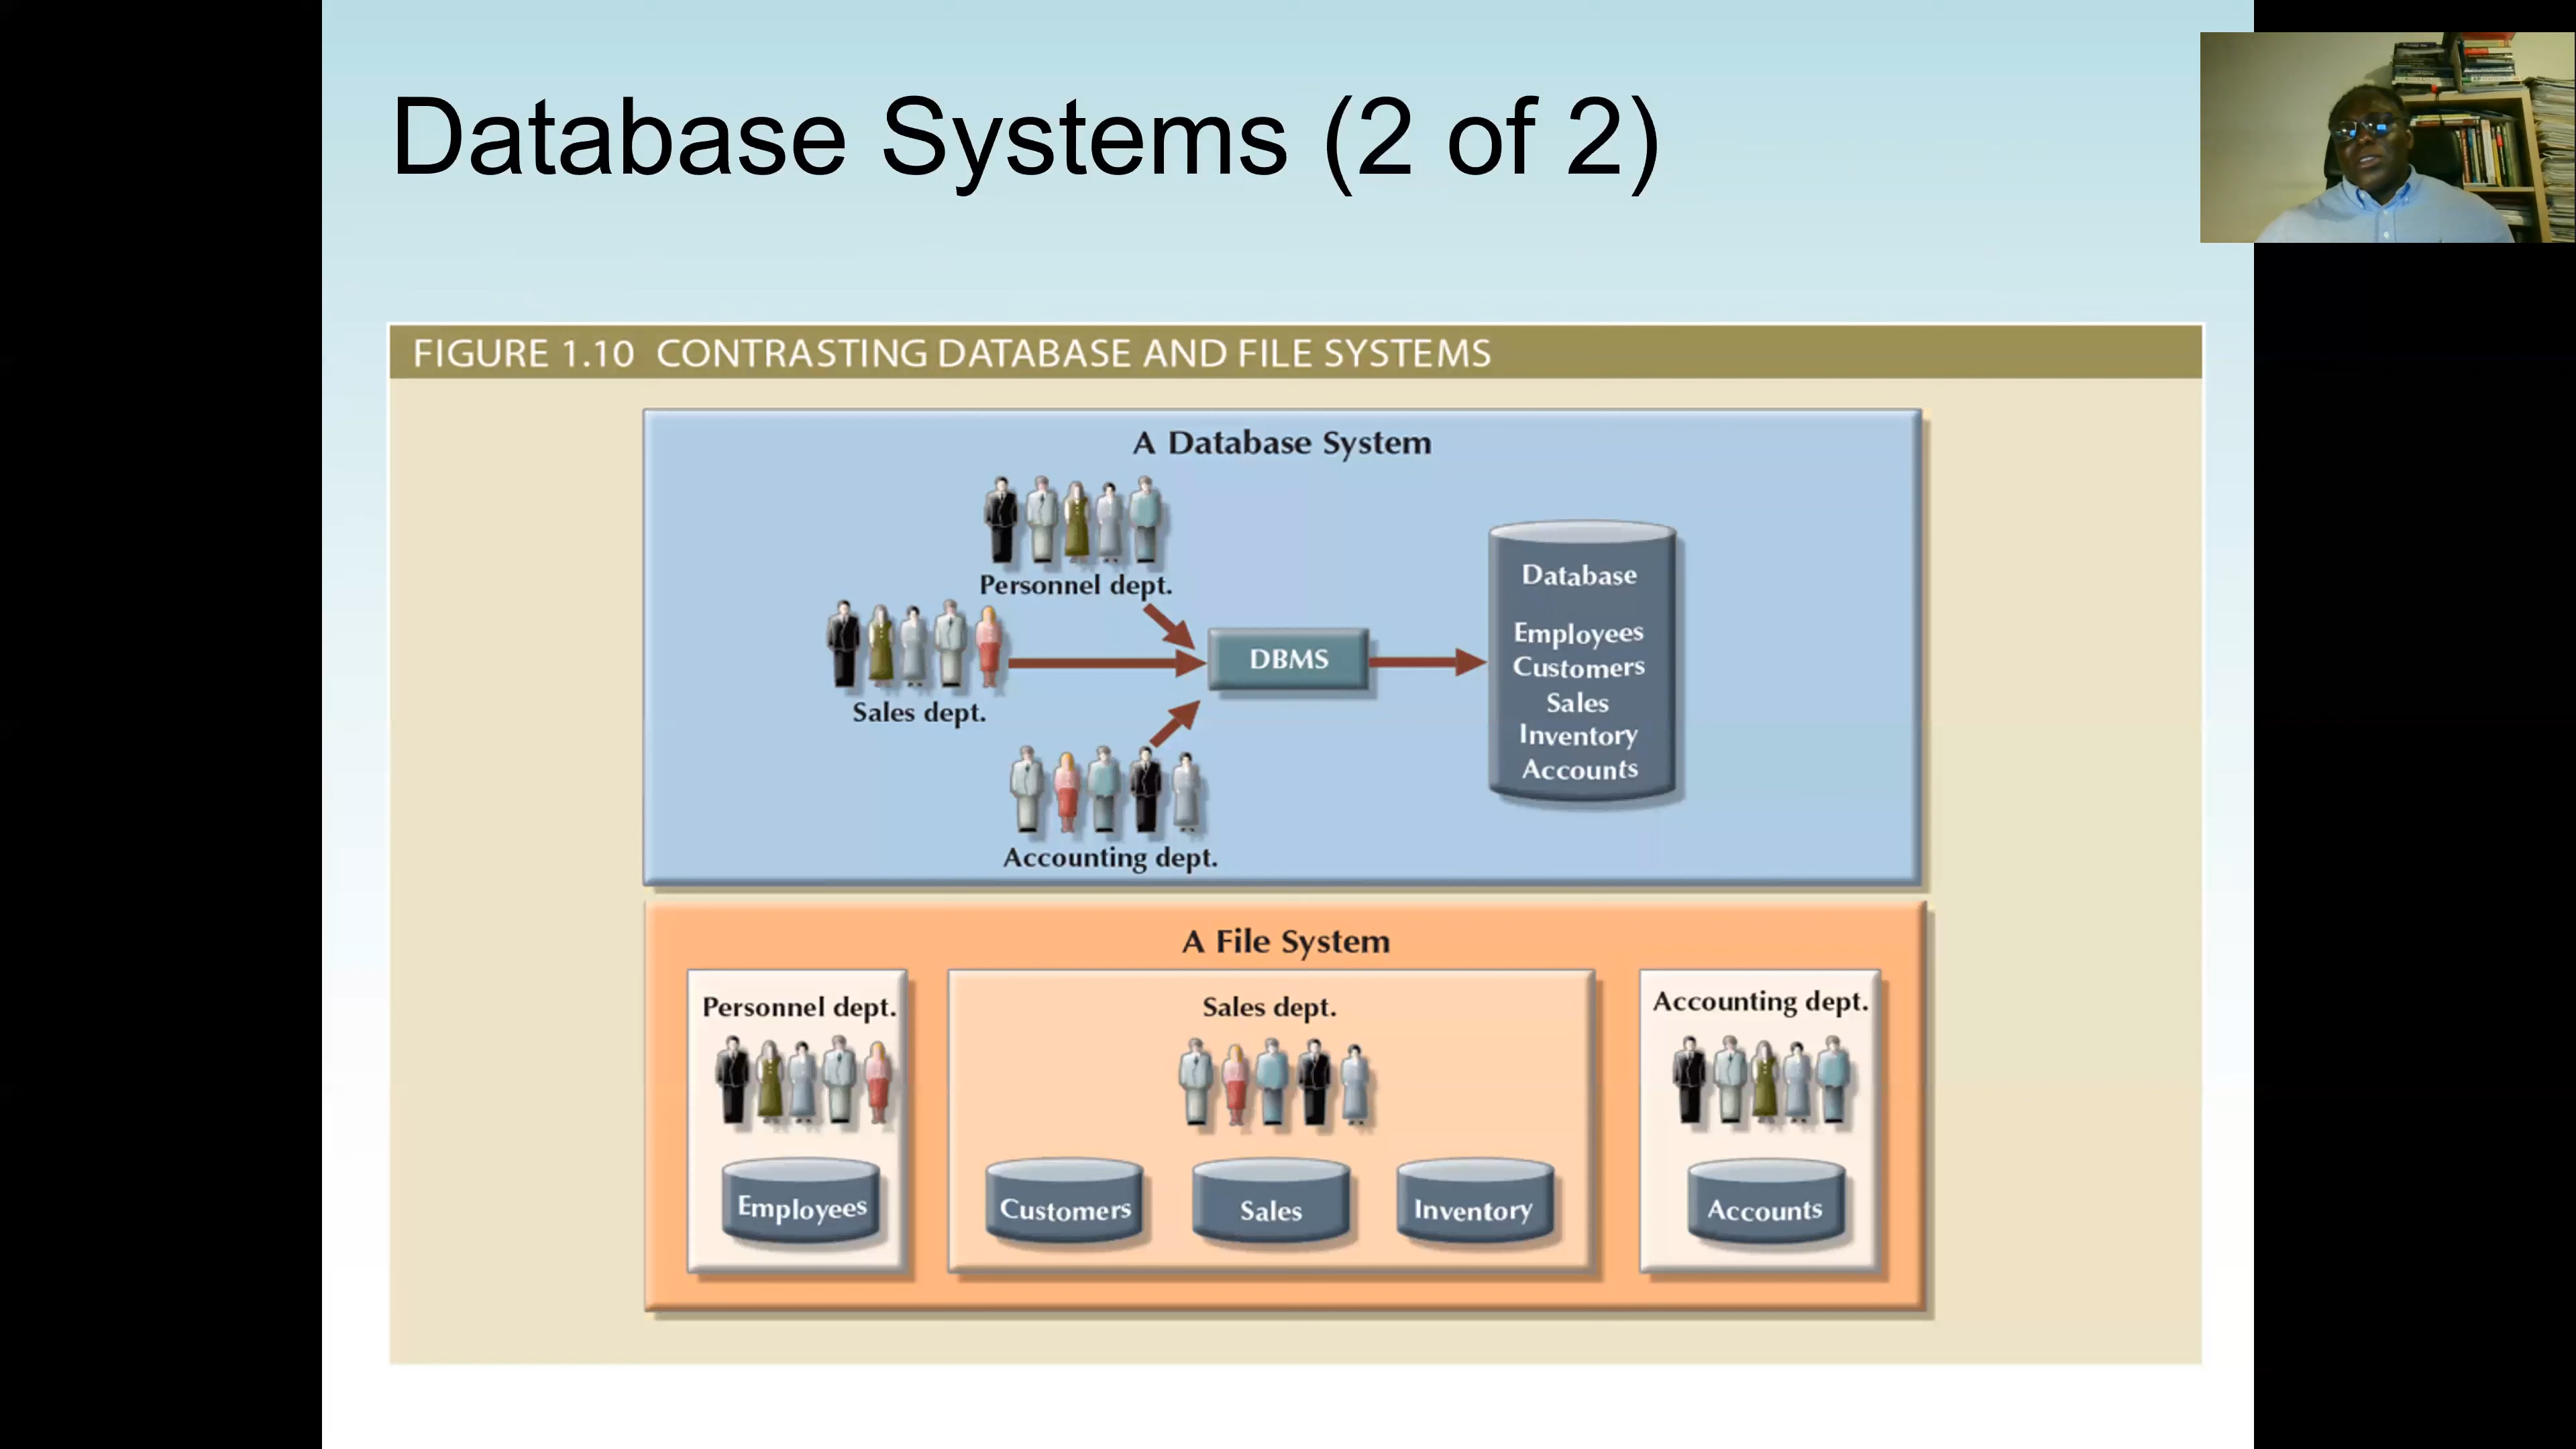 Database Systems (2 of 2)
FIGURE 1.10 CONTRASTING DATABASE AND FILE SYSTEMS
A Database System
Personnel dept.
Sales dept.
Accounting dept.
DBMS
Database
Employees
Customers
Sales
Inventory
Accounts
A File System
Personnel dept.
Employees
Sales dept.
Customers
Sales
Inventory
Accounting dept.
Accounts